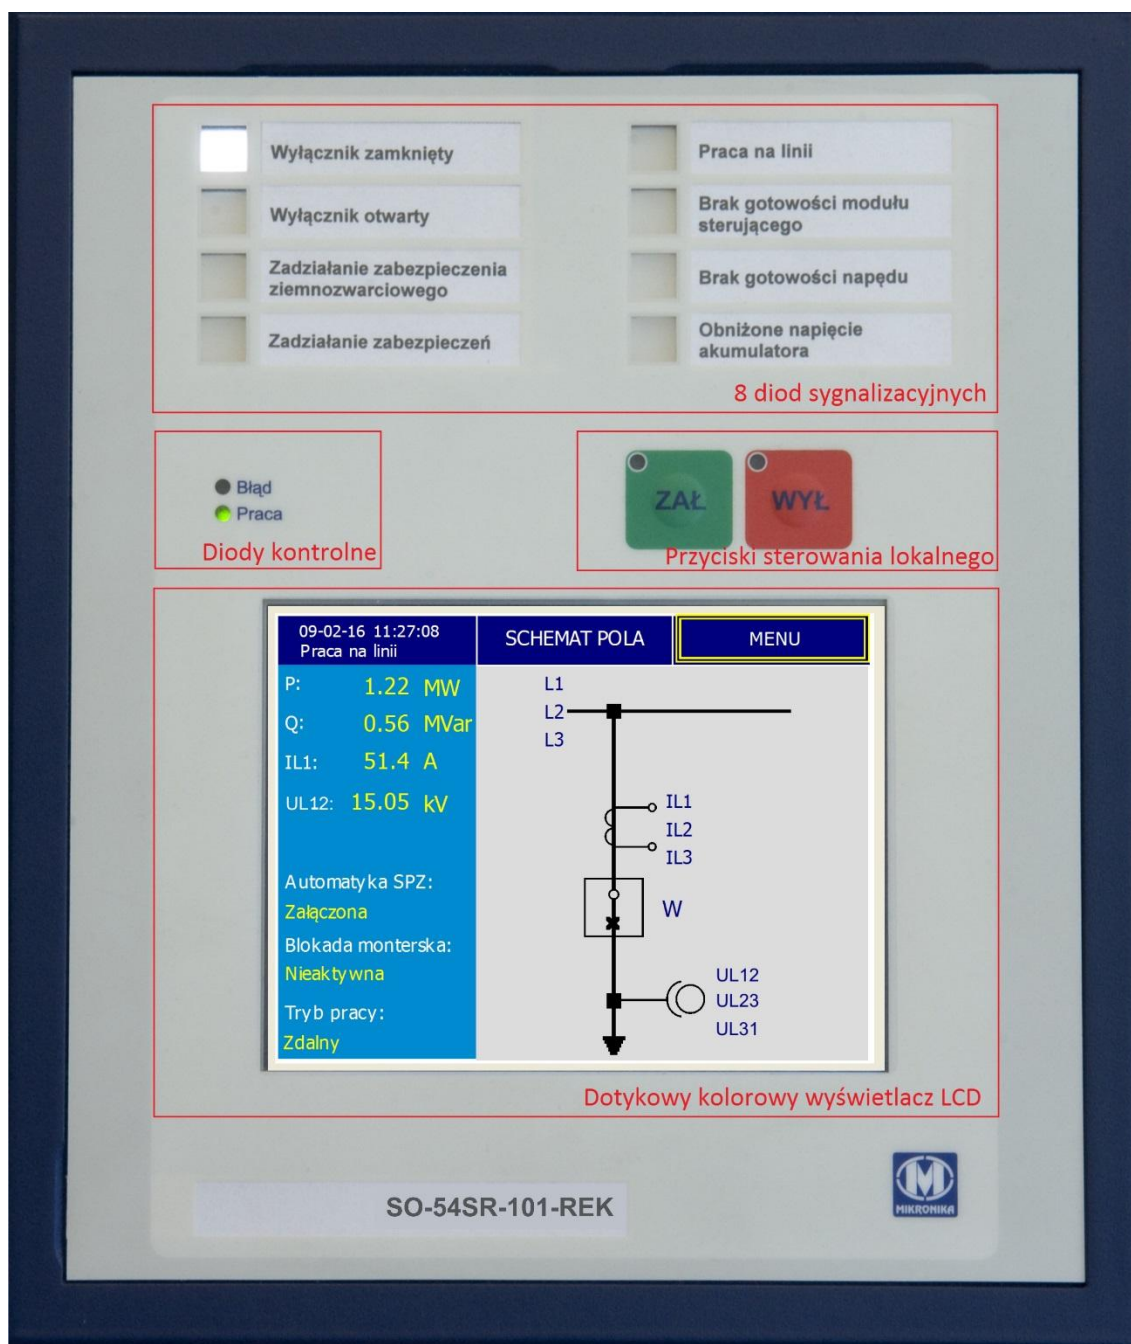 Wyłącznik zamknięty
Wyłącznik otwarty
Zadziałanie zabezpieczenia
ziemnozwarciowego
Zadziałanie zabezpieczeń
Praca na linii
Brak gotowości modułu
sterującego
Brak gotowości napędu
Obniżone napięcie
akumulatora
8 diod sygnalizacyjnych
Błąd
Praca
Diody kontrolne
ZAŁ WYŁ
Przyciski sterowania lokalnego
09-02-16 11:27:08
Praca na linii
SCHEMAT POLA
MENU
P: 1.22 MW
Q: 0.56 MVar
IL1: 51.4 A
UL12: 15.05 kV
Automatyka SPZ:
Załączona
Blokada monterska:
Nieaktywna
Tryb pracy:
Zdalny
L1
L2
L3
IL1
IL2
IL3
W
UL12
UL23
UL31
Dotykowy kolorowy wyświetlacz LCD
SO-54SR-101-REK
MIKRONIKA